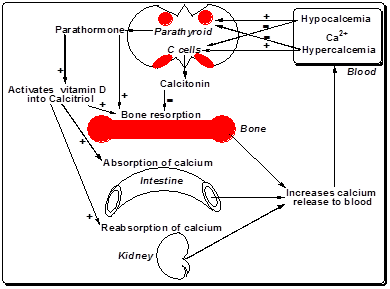 Parathormone
Parathyroid
C cells
+
-
-
+
Hypocalcemia
Ca2+
Hypercalcemia
Blood
+
+
Calcitonin
-
Activates vitamin D
into Calcitriol
+
Bone resorption
Bone
+
Absorption of calcium
Intestine
Increases calcium
release to blood
+
Reabsorption of calcium
Kidney